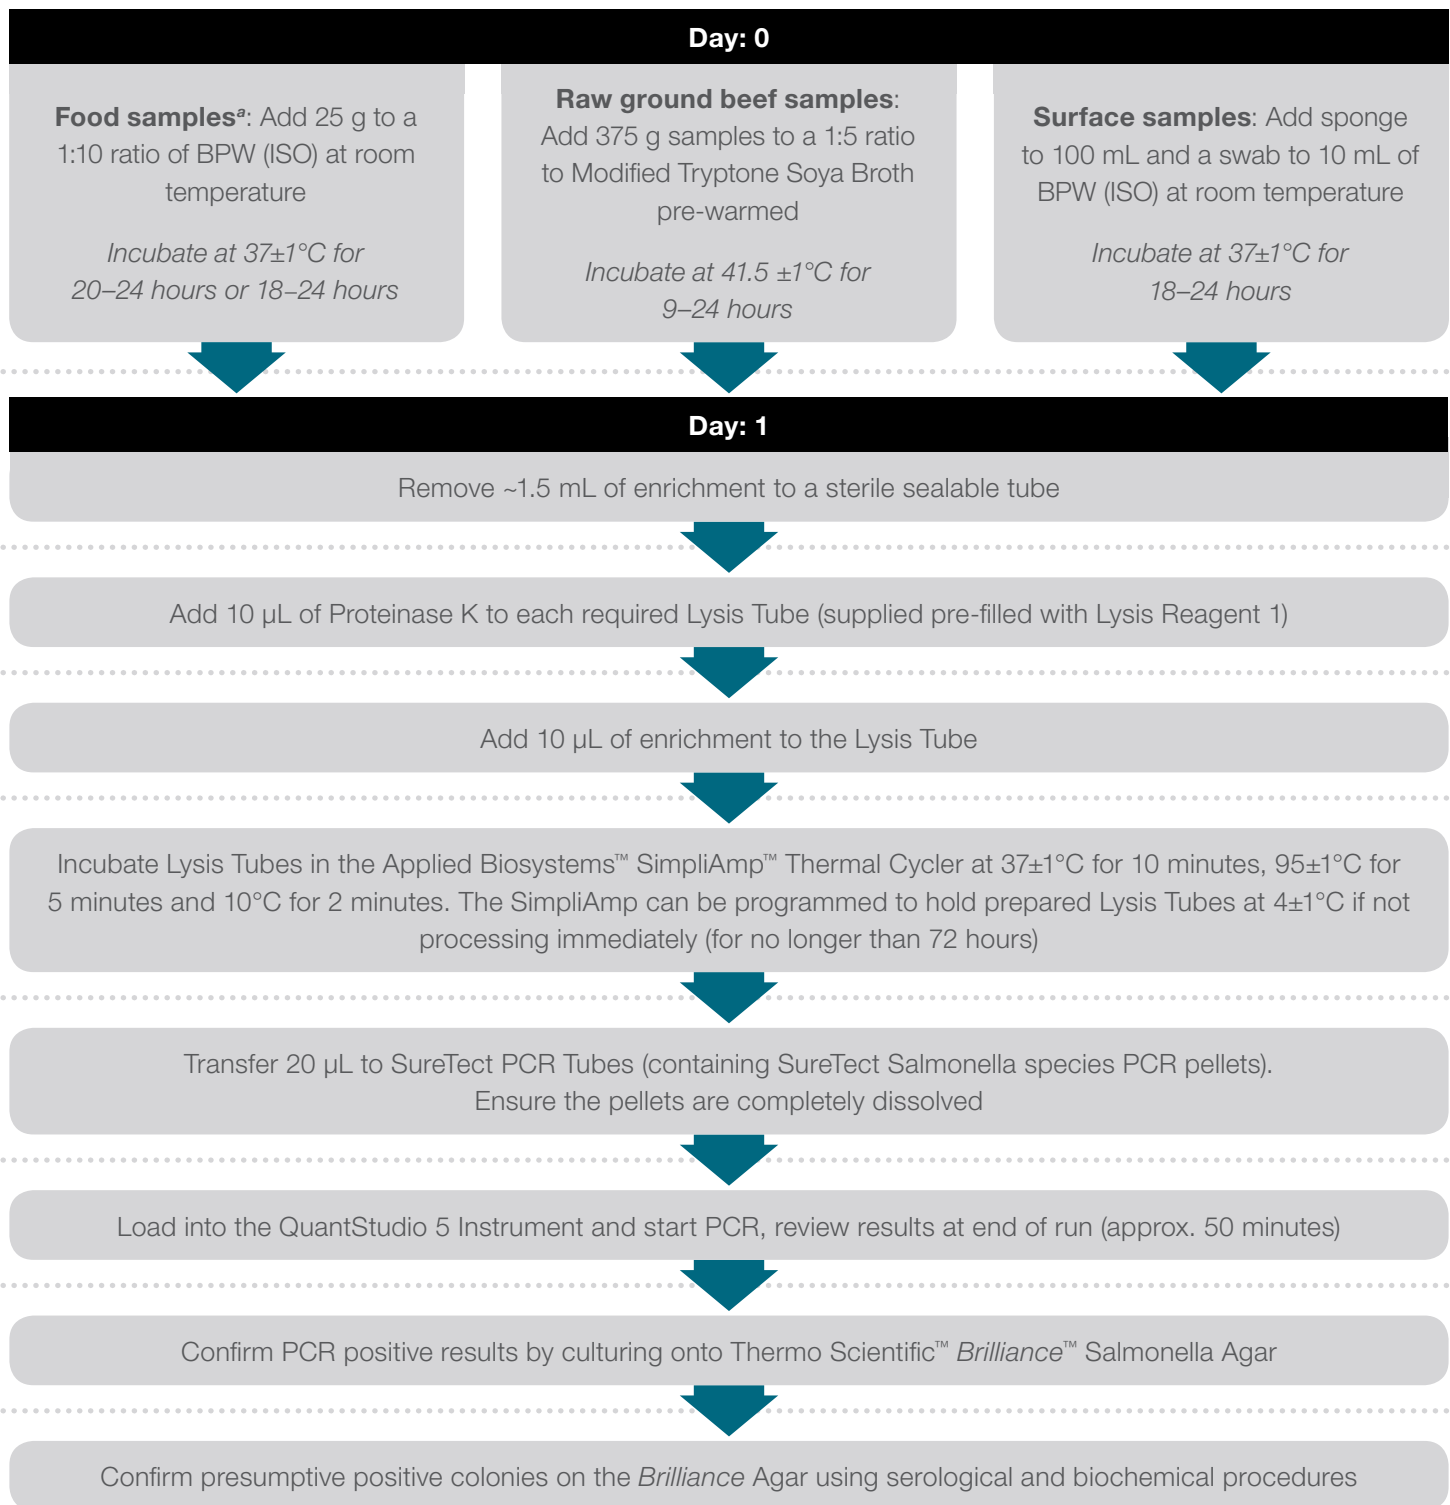 Day: 0
Food samplesᵃ: Add 25 g to a
1:10 ratio of BPW (ISO) at room
temperature
Incubate at 37±1°C for
20–24 hours or 18–24 hours
Raw ground beef samples:
Add 375 g samples to a 1:5 ratio
to Modified Tryptone Soya Broth
pre-warmed
Incubate at 41.5 ±1°C for
9–24 hours
Surface samples: Add sponge
to 100 mL and a swab to 10 mL of
BPW (ISO) at room temperature
Incubate at 37±1°C for
18–24 hours
Day: 1
Remove ~1.5 mL of enrichment to a sterile sealable tube
Add 10 µL of Proteinase K to each required Lysis Tube (supplied pre-filled with Lysis Reagent 1)
Add 10 µL of enrichment to the Lysis Tube
Incubate Lysis Tubes in the Applied Biosystems™ SimpliAmp™ Thermal Cycler at 37±1°C for 10 minutes, 95±1°C for
5 minutes and 10°C for 2 minutes. The SimpliAmp can be programmed to hold prepared Lysis Tubes at 4±1°C if not
processing immediately (for no longer than 72 hours)
Transfer 20 µL to SureTect PCR Tubes (containing SureTect Salmonella species PCR pellets).
Ensure the pellets are completely dissolved
Load into the QuantStudio 5 Instrument and start PCR, review results at end of run (approx. 50 minutes)
Confirm PCR positive results by culturing onto Thermo Scientific™ Brilliance™ Salmonella Agar
Confirm presumptive positive colonies on the Brilliance Agar using serological and biochemical procedures